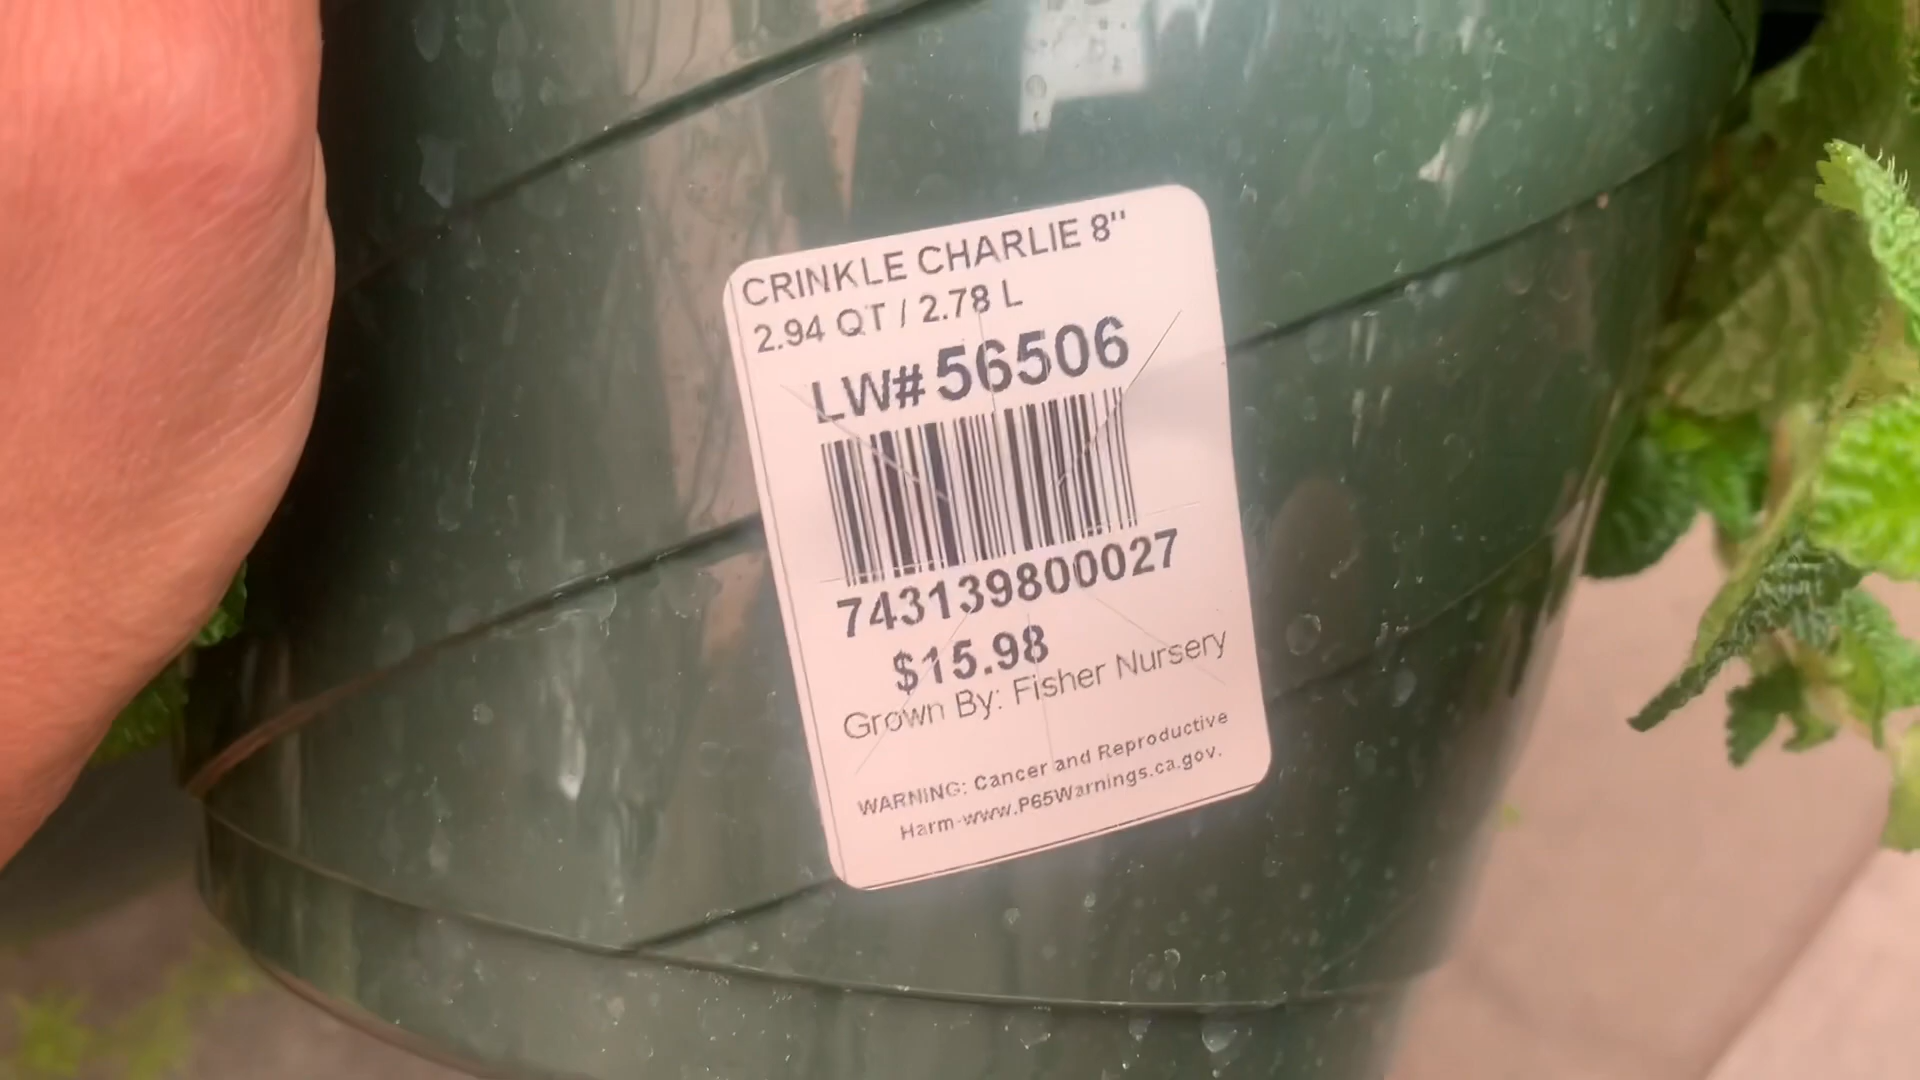 CRINKLE CHARLIE 8"
2.94 QT / 2.78 L
LW# 56506
743139800027
$15.98
Grown By: Fisher Nursery
WARNING: Cancer and Reproductive
Harm-www.P65Warnings.ca.gov.